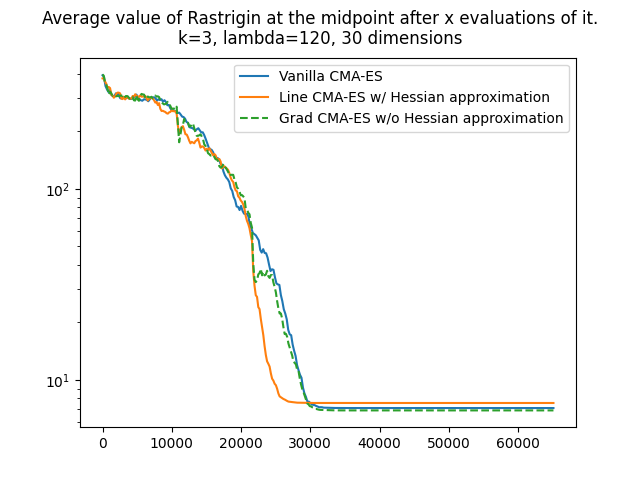 Average value of Rastrigin at the midpoint after x evaluations of it.
k=3, lambda=120, 30 dimensions
Vanilla CMA-ES
Line CMA-ES w/ Hessian approximation
Grad CMA-ES w/o Hessian approximation
10²
10¹
0 10000 20000 30000 40000 50000 60000